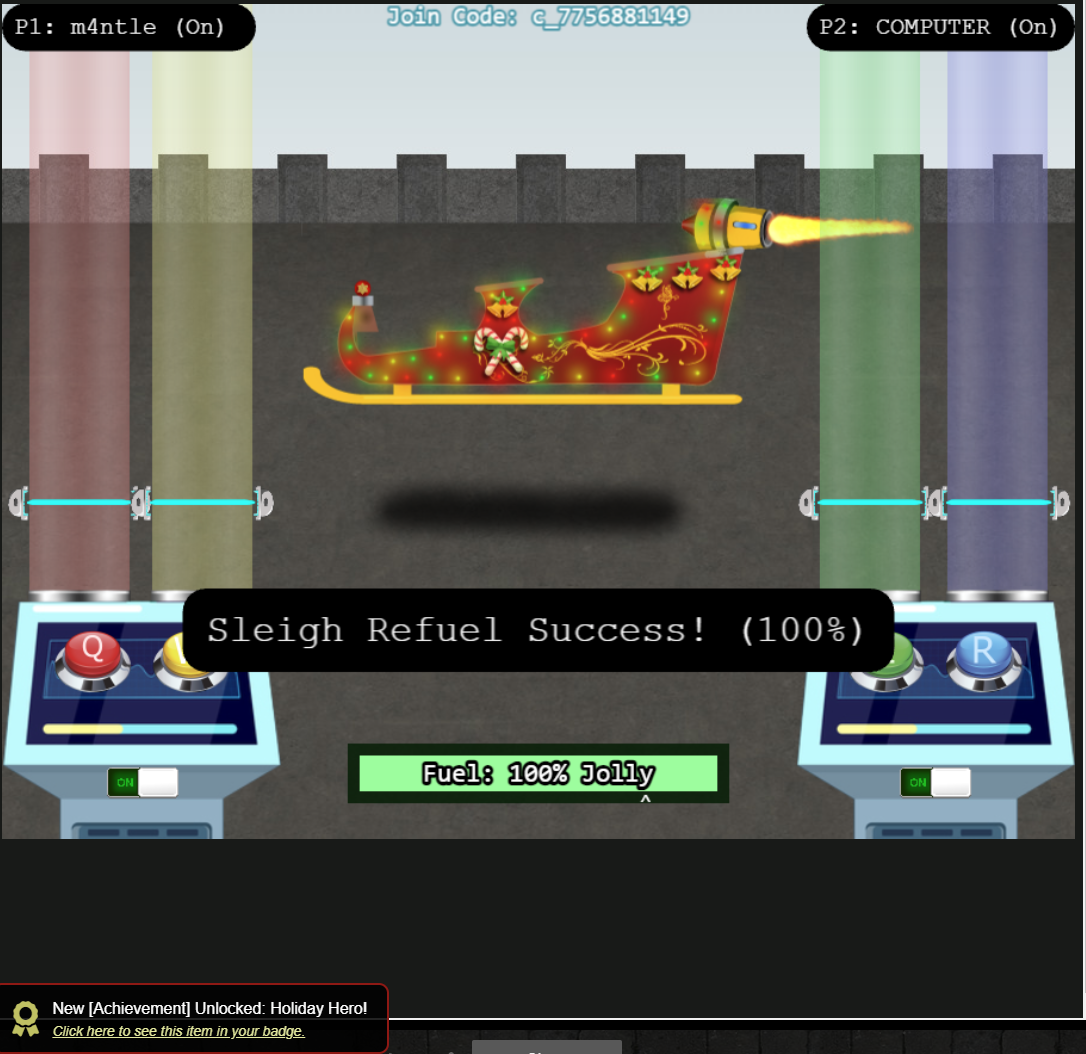 P1: m4ntle (On)
Join Code: c_7756881149
P2: COMPUTER (On)
Sleigh Refuel Success! (100%)
Q
R
ON
ON
Fuel: 100% Jolly
^
New [Achievement] Unlocked: Holiday Hero!
Click here to see this item in your badge.